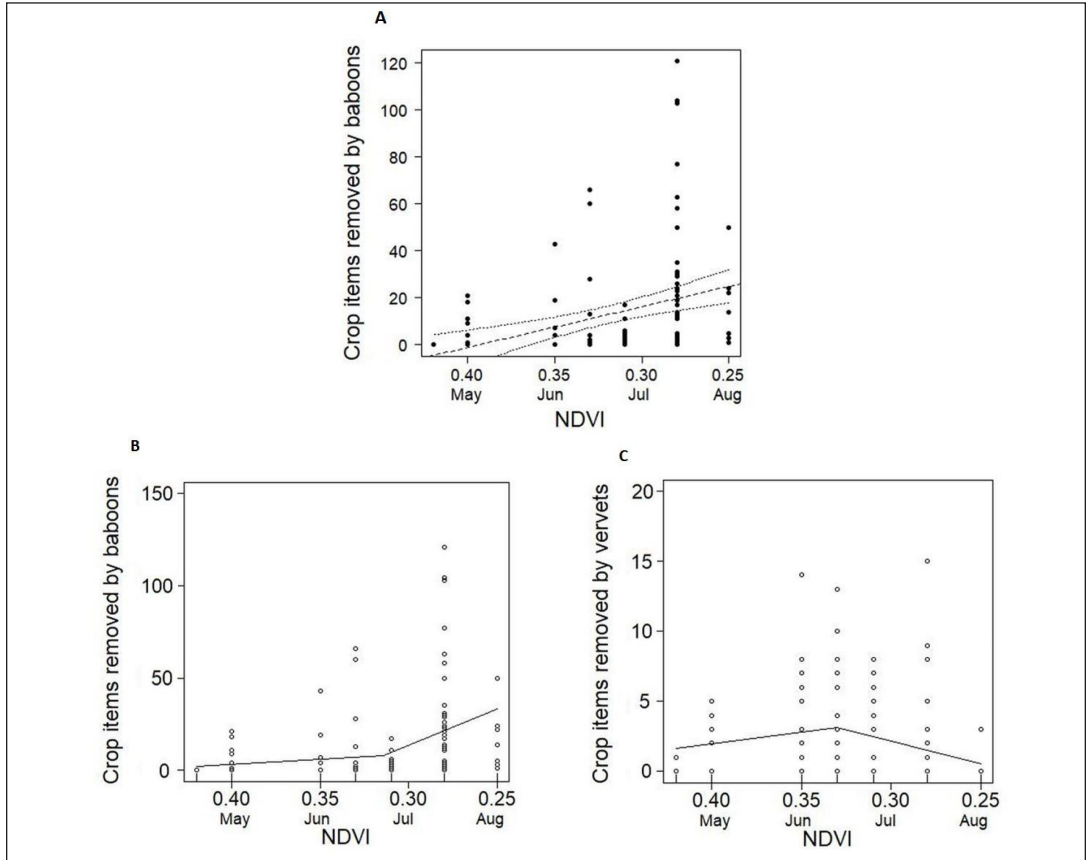 A
Crop items removed by baboons
120
100
80
60
40
20
0
0.40 0.35 0.30 0.25
May Jun Jul Aug
NDVI
B
Crop items removed by baboons
150
100
50
0
0.40 0.35 0.30 0.25
May Jun Jul Aug
NDVI
C
Crop items removed by vervets
20
15
10
5
0
0.40 0.35 0.30 0.25
May Jun Jul Aug
NDVI